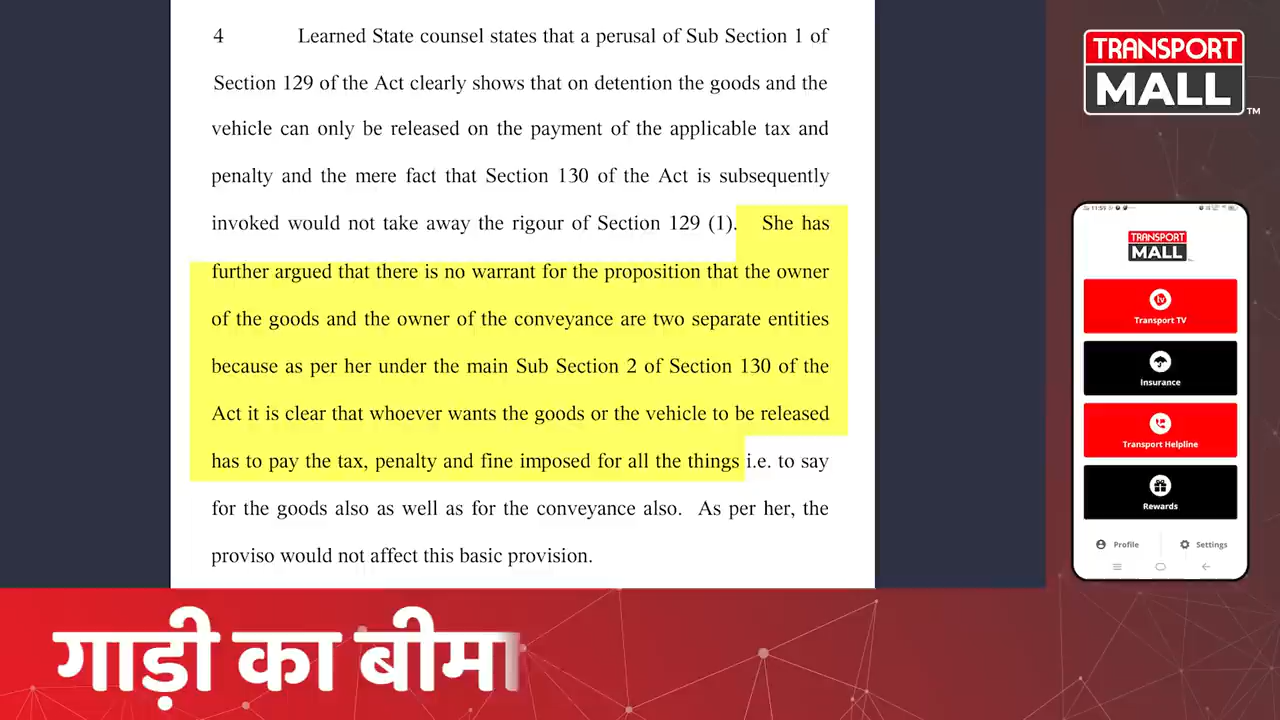 4 Learned State counsel states that a perusal of Sub Section 1 of
Section 129 of the Act clearly shows that on detention the goods and the
vehicle can only be released on the payment of the applicable tax and
penalty and the mere fact that Section 130 of the Act is subsequently
invoked would not take away the rigour of Section 129 (1). She has
further argued that there is no warrant for the proposition that the owner
of the goods and the owner of the conveyance are two separate entities
because as per her under the main Sub Section 2 of Section 130 of the
Act it is clear that whoever wants the goods or the vehicle to be released
has to pay the tax, penalty and fine imposed for all the things i.e. to say
for the goods also as well as for the conveyance also. As per her, the
proviso would not affect this basic provision.
TRANSPORT
MALL™
11:59
TRANSPORT
MALL
tv
Transport TV
Insurance
Transport Helpline
Rewards
Profile Settings
गाड़ी का बीमा